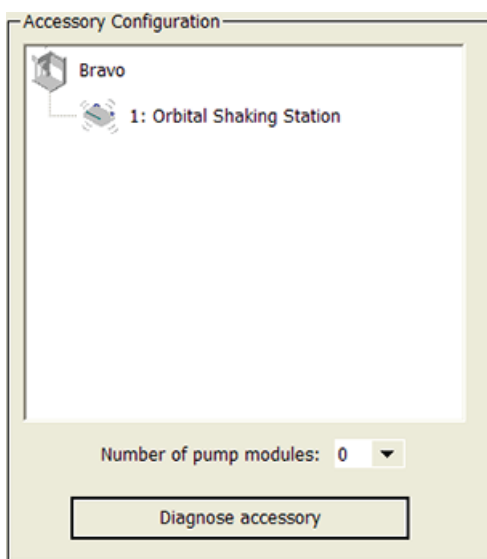 Accessory Configuration
Bravo
1: Orbital Shaking Station
Number of pump modules: 0
Diagnose accessory